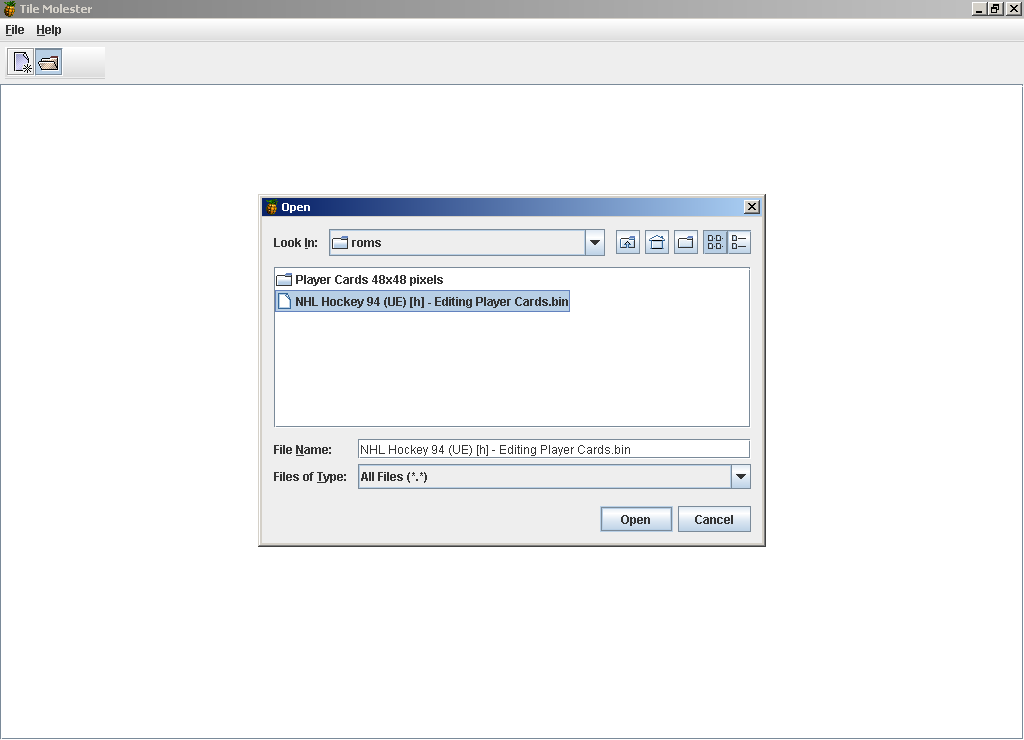 Tile Molester
File Help
Open
Look In: roms
Player Cards 48x48 pixels
NHL Hockey 94 (UE) [h] - Editing Player Cards.bin
File Name: NHL Hockey 94 (UE) [h] - Editing Player Cards.bin
Files of Type: All Files (*.*)
Open Cancel